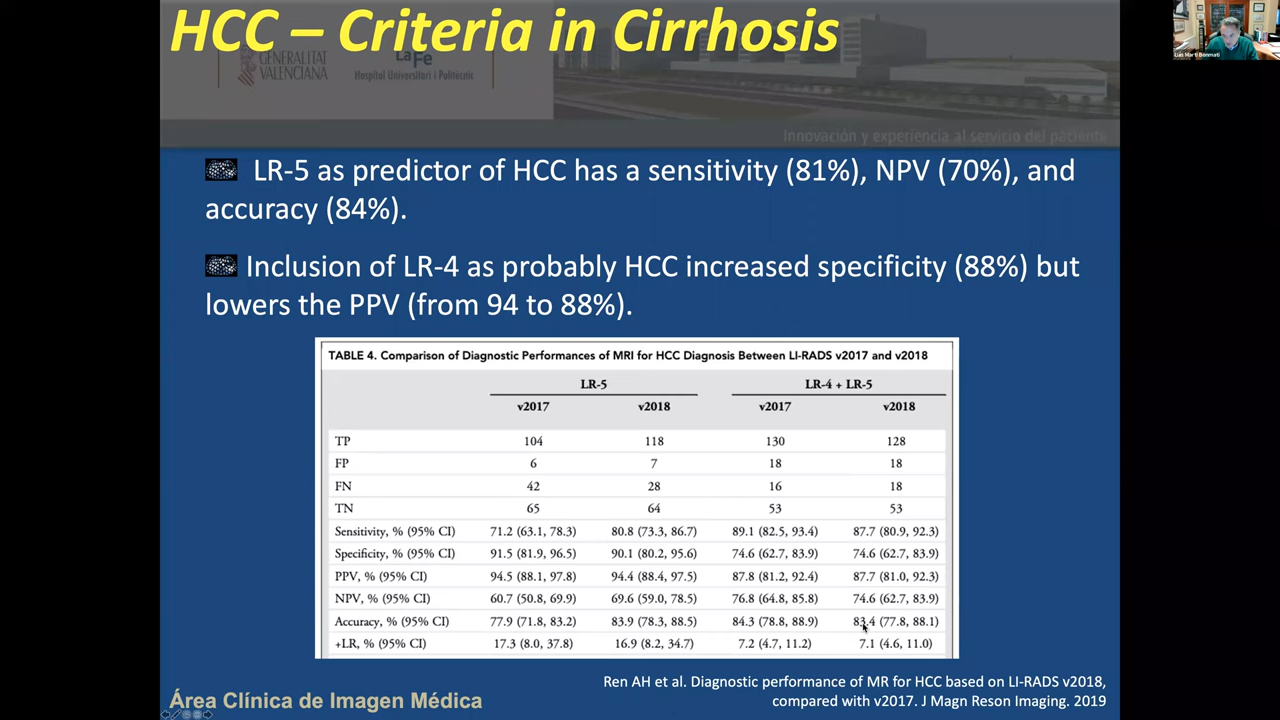 HCC – Criteria in Cirrhosis
GENERALITAT
VALENCIANA
La
Fe
Hospital Universitari i Politècnic
Luis Martí Bonmatí
Innovación y experiencia al servicio del paciente
LR-5 as predictor of HCC has a sensitivity (81%), NPV (70%), and
accuracy (84%).
Inclusion of LR-4 as probably HCC increased specificity (88%) but
lowers the PPV (from 94 to 88%).
TABLE 4. Comparison of Diagnostic Performances of MRI for HCC Diagnosis Between LI-RADS v2017 and v2018
LR-5 LR-4 + LR-5
v2017 v2018 v2017 v2018
TP 104 118 130 128
FP 6 7 18 18
FN 42 28 16 18
TN 65 64 53 53
Sensitivity, % (95% CI) 71.2 (63.1, 78.3) 80.8 (73.3, 86.7) 89.1 (82.5, 93.4) 87.7 (80.9, 92.3)
Specificity, % (95% CI) 91.5 (81.9, 96.5) 90.1 (80.2, 95.6) 74.6 (62.7, 83.9) 74.6 (62.7, 83.9)
PPV, % (95% CI) 94.5 (88.1, 97.8) 94.4 (88.4, 97.5) 87.8 (81.2, 92.4) 87.7 (81.0, 92.3)
NPV, % (95% CI) 60.7 (50.8, 69.9) 69.6 (59.0, 78.5) 76.8 (64.8, 85.8) 74.6 (62.7, 83.9)
Accuracy, % (95% CI) 77.9 (71.8, 83.2) 83.9 (78.3, 88.5) 84.3 (78.8, 88.9) 83.4 (77.8, 88.1)
+LR, % (95% CI) 17.3 (8.0, 37.8) 16.9 (8.2, 34.7) 7.2 (4.7, 11.2) 7.1 (4.6, 11.0)
Ren AH et al. Diagnostic performance of MR for HCC based on LI-RADS v2018,
compared with v2017. J Magn Reson Imaging. 2019
Área Clínica de Imagen Médica